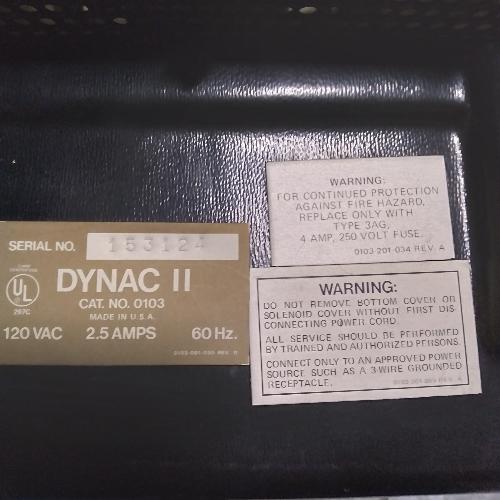 SERIAL NO. 153124
UL
267C
DYNAC II
CAT. NO. 0103
MADE IN U.S.A.
120 VAC 2.5 AMPS 60 Hz.
WARNING:
FOR CONTINUED PROTECTION
AGAINST FIRE HAZARD,
REPLACE ONLY WITH
TYPE 3AG,
4 AMP, 250 VOLT FUSE.
0103-201-034 REV. A
WARNING:
DO NOT REMOVE BOTTOM COVER OR
SOLENOID COVER WITHOUT FIRST DIS-
CONNECTING POWER CORD.
ALL SERVICE SHOULD BE PERFORMED
BY TRAINED AND AUTHORIZED PERSONS.
CONNECT ONLY TO AN APPROVED POWER
SOURCE SUCH AS A 3-WIRE GROUNDED
RECEPTACLE.